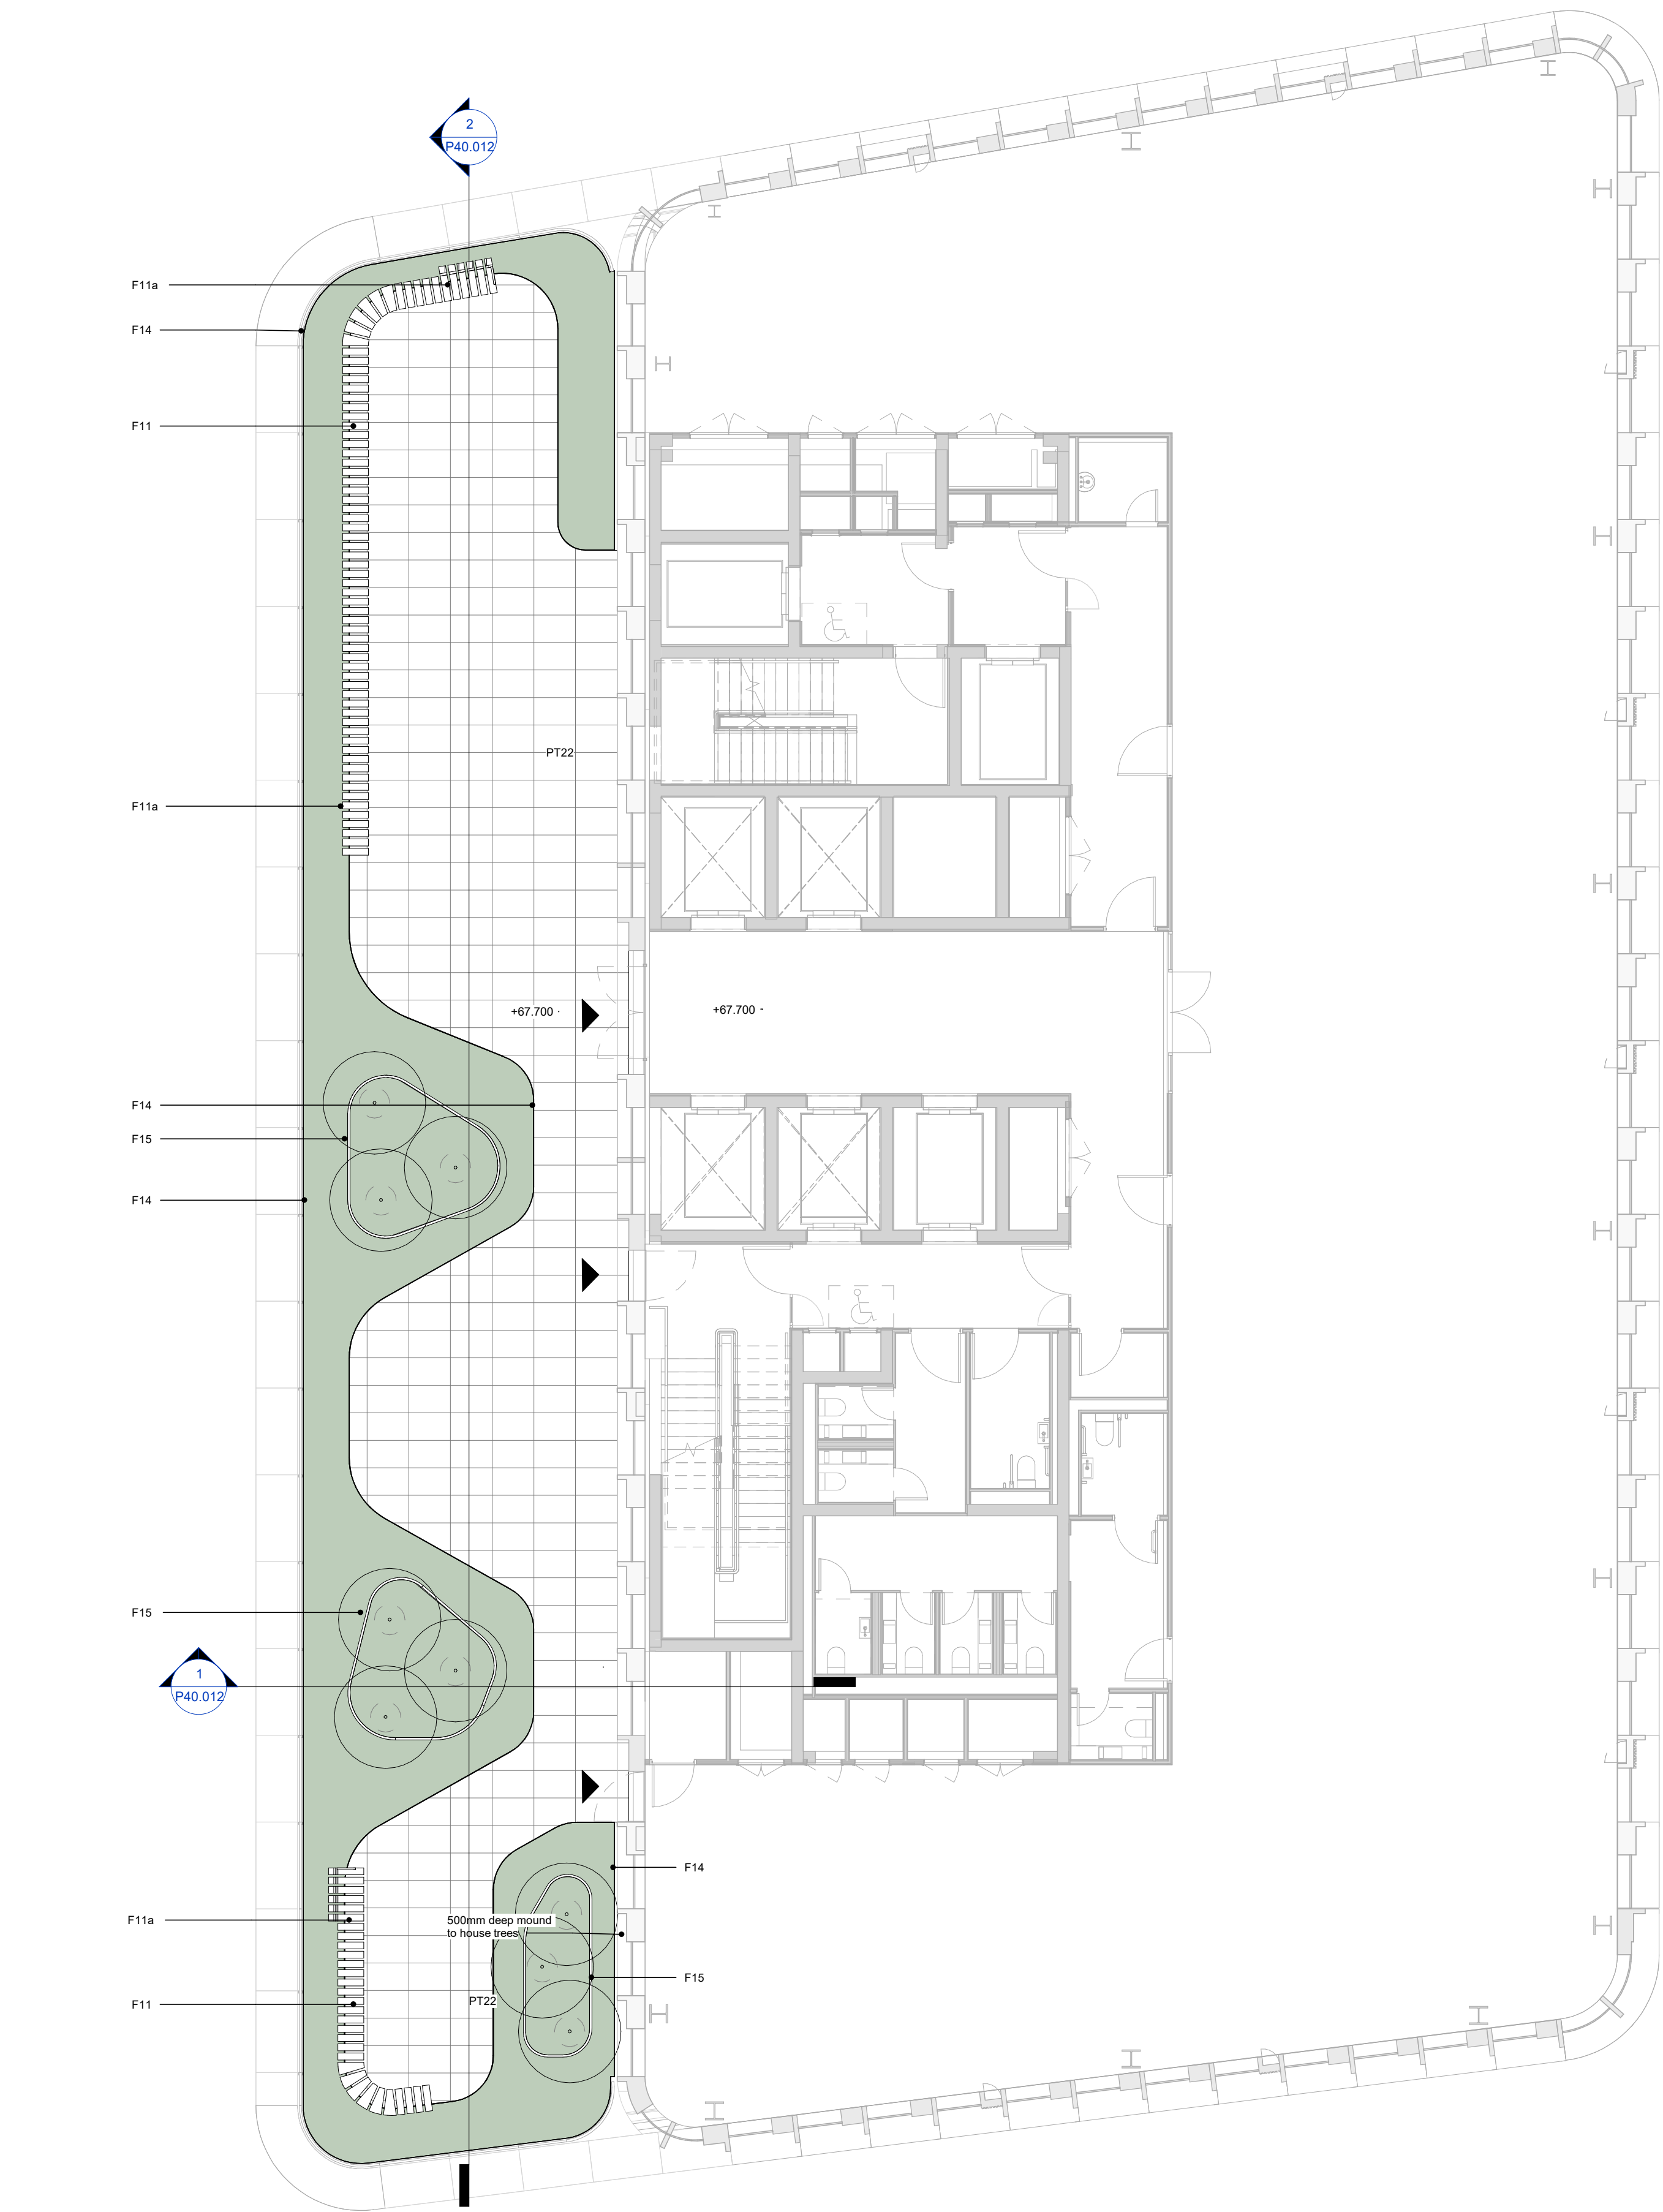 2
P40.012
F11a
F14
F11
PT22
F11a
+67.700
+67.700
F14
F15
F14
F15
1
P40.012
F14
F11a
500mm deep mound
to house trees
F15
PT22
F11